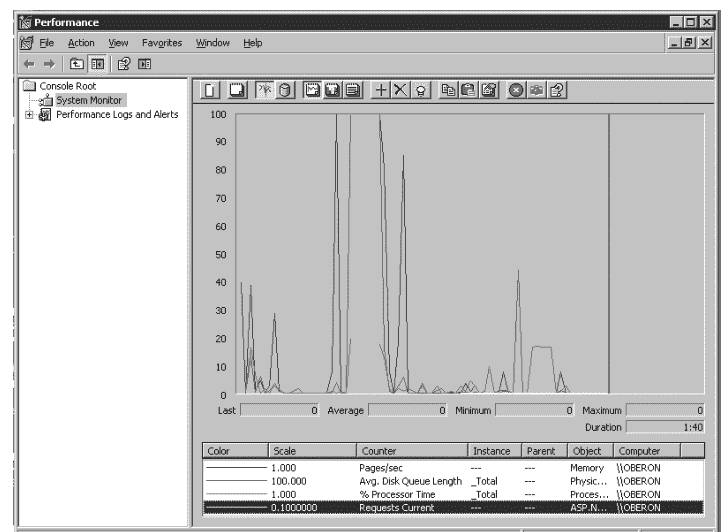 Performance
File Action View Favorites Window Help
Console Root
System Monitor
Performance Logs and Alerts
100
90
80
70
60
50
40
30
20
10
0
Last 0 Average 0 Minimum 0 Maximum 0
Duration 1:40
Color Scale Counter Instance Parent Object Computer
1.000 Pages/sec --- --- Memory \\OBERON
100.000 Avg. Disk Queue Length _Total --- Physic... \\OBERON
1.000 % Processor Time _Total --- Proces... \\OBERON
0.1000000 Requests Current --- --- ASP.N... \\OBERON